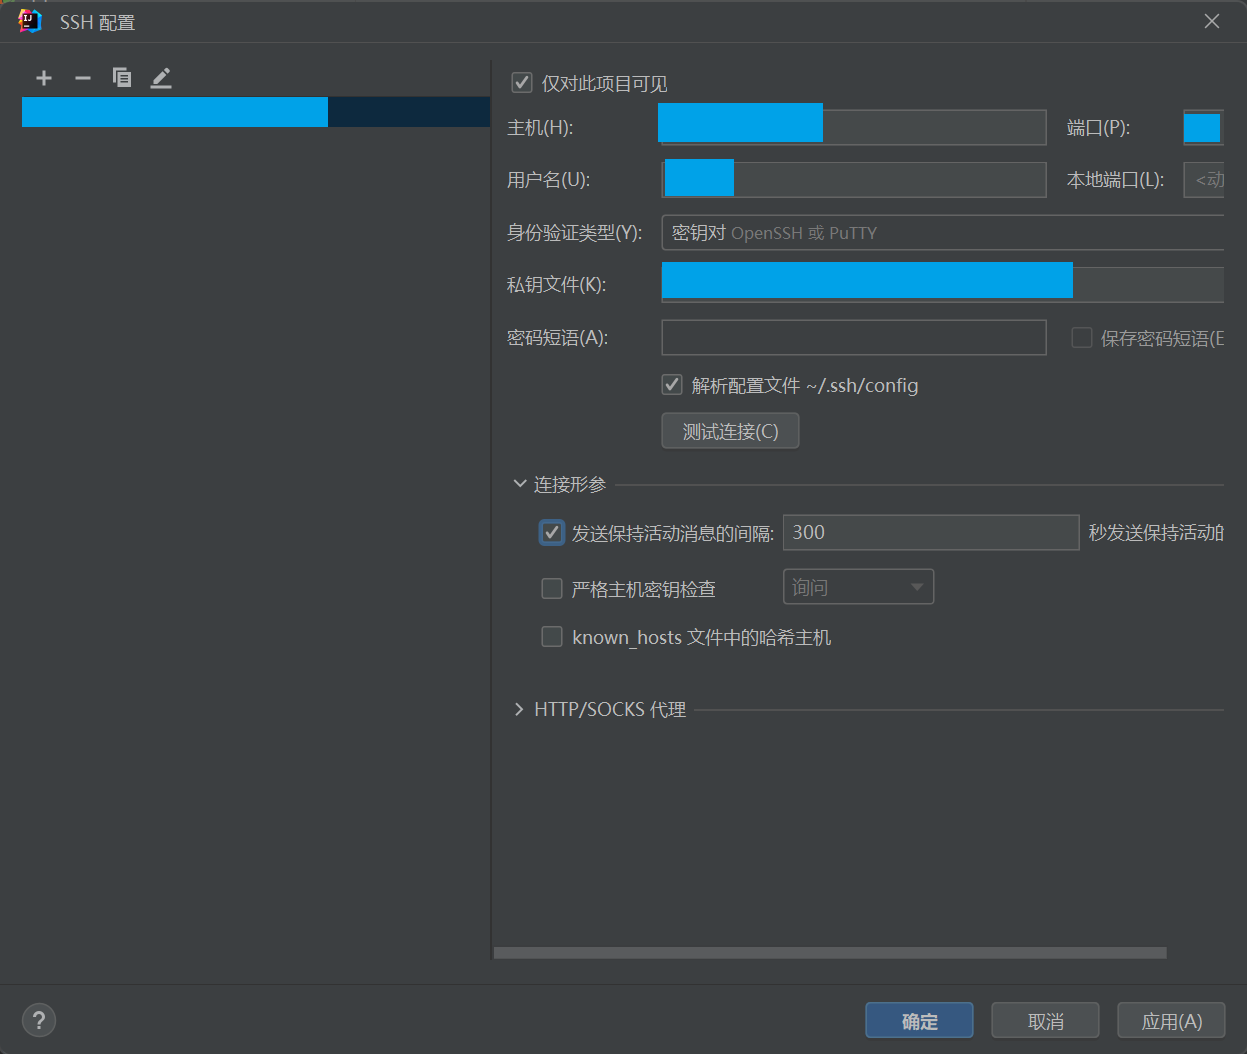 SSH 配置
仅对此项目可见
主机(H):
端口(P):
用户名(U):
本地端口(L):
<动
身份验证类型(Y):
密钥对 OpenSSH 或 PuTTY
私钥文件(K):
密码短语(A):
保存密码短语(E
解析配置文件 ~/.ssh/config
测试连接(C)
连接形参
发送保持活动消息的间隔:
300
秒发送保持活动的
严格主机密钥检查
询问
known_hosts 文件中的哈希主机
HTTP/SOCKS 代理
?
确定
取消
应用(A)